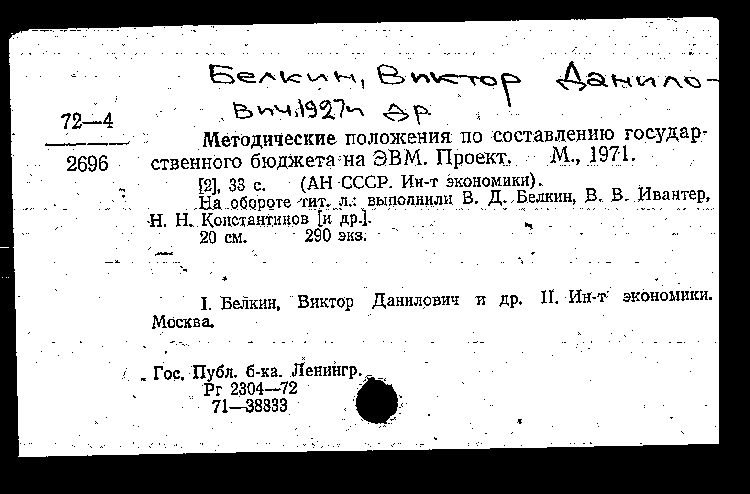 Белкин, Виктор Данило-
вич, 1927 и др.
72—4
2696
Методические положения по составлению государ-
ственного бюджета на ЭВМ. Проект. М., 1971.
[2], 33 с. (АН СССР. Ин-т экономики).
На обороте тит. л.: выполнили В. Д. Белкин, В. В. Ивантер,
Н. Н. Константинов [и др.].
20 см. 290 экз.
I. Белкин, Виктор Данилович и др. II. Ин-т экономики.
Москва.
Гос. Публ. б-ка. Ленингр.
Рг 2304—72
71—38333